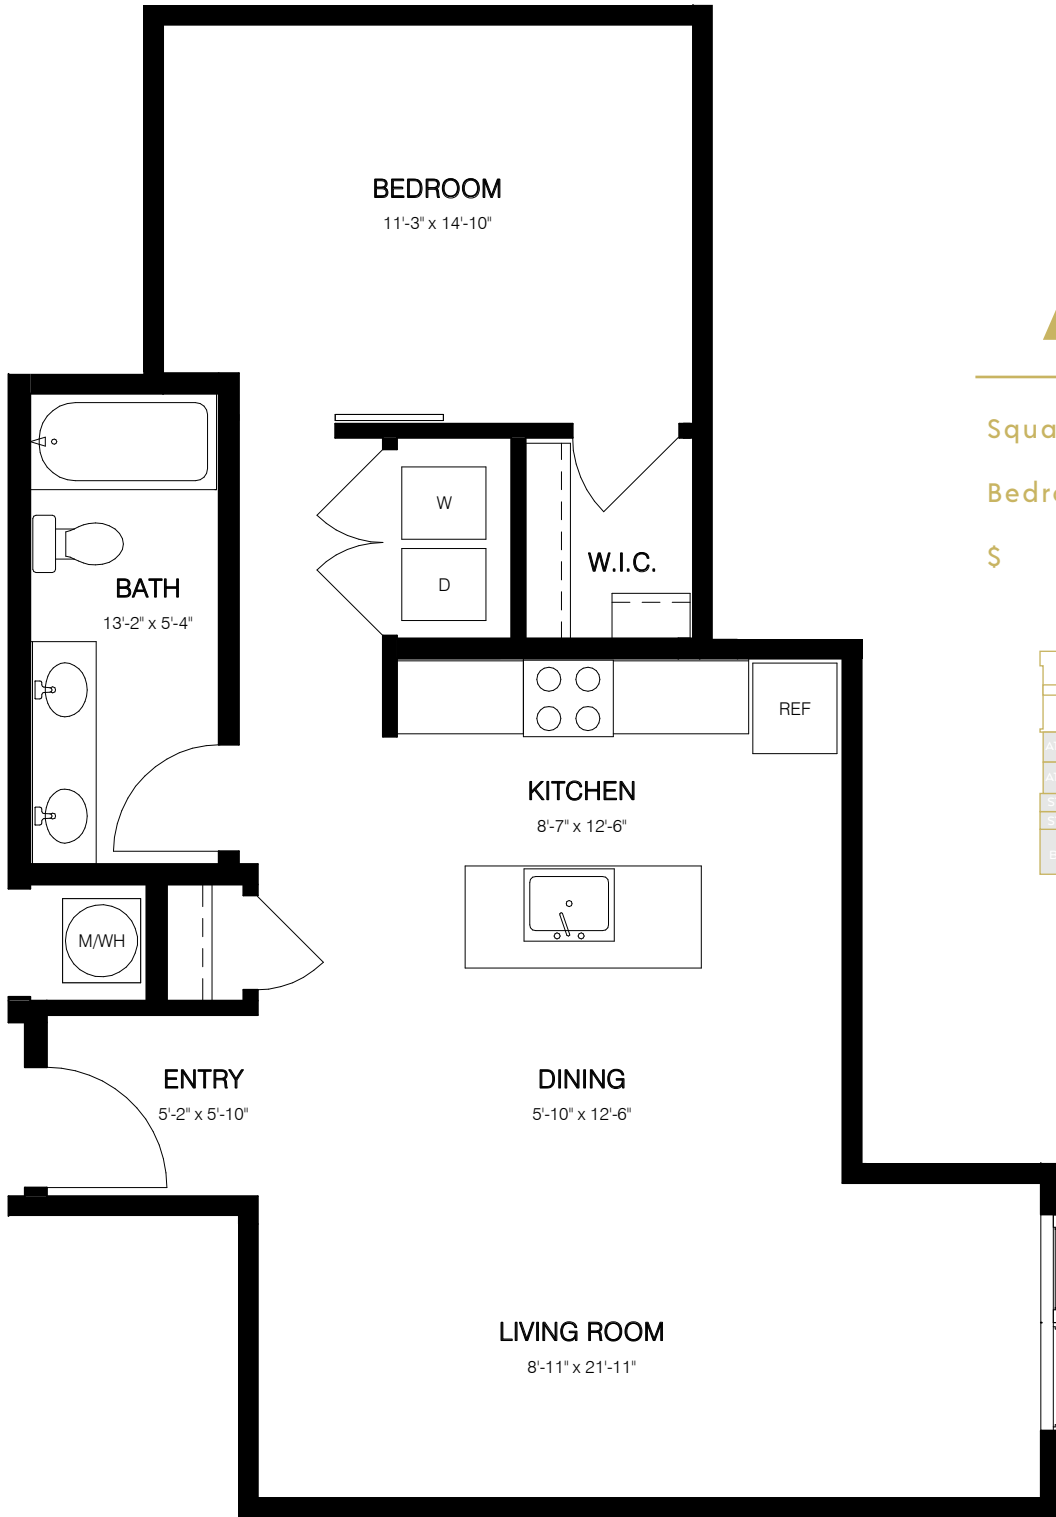 BEDROOM
11'-3" x 14'-10"
$
W
D
W.I.C.
BATH
13'-2" x 5'-4"
REF
KITCHEN
8'-7" x 12'-6"
M/WH
ENTRY
5'-2" x 5'-10"
DINING
5'-10" x 12'-6"
LIVING ROOM
8'-11" x 21'-11"